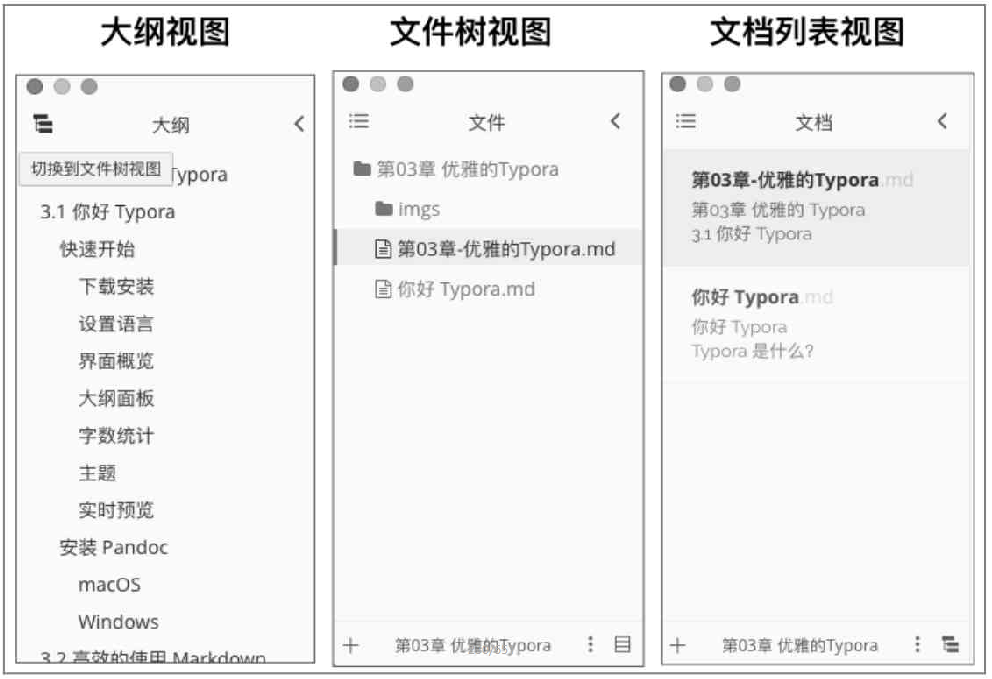 大纲视图
文件树视图
文档列表视图
大纲
切换到文件树视图
Typora
3.1 你好 Typora
快速开始
下载安装
设置语言
界面概览
大纲面板
字数统计
主题
实时预览
安装 Pandoc
macOS
Windows
3.2 高效的使用 Markdown
文件
第03章 优雅的Typora
imgs
第03章-优雅的Typora.md
你好 Typora.md
第03章 优雅的Typora
文档
第03章-优雅的Typora.md
第03章 优雅的 Typora
3.1 你好 Typora
你好 Typora.md
你好 Typora
Typora 是什么?
第03章 优雅的Typora